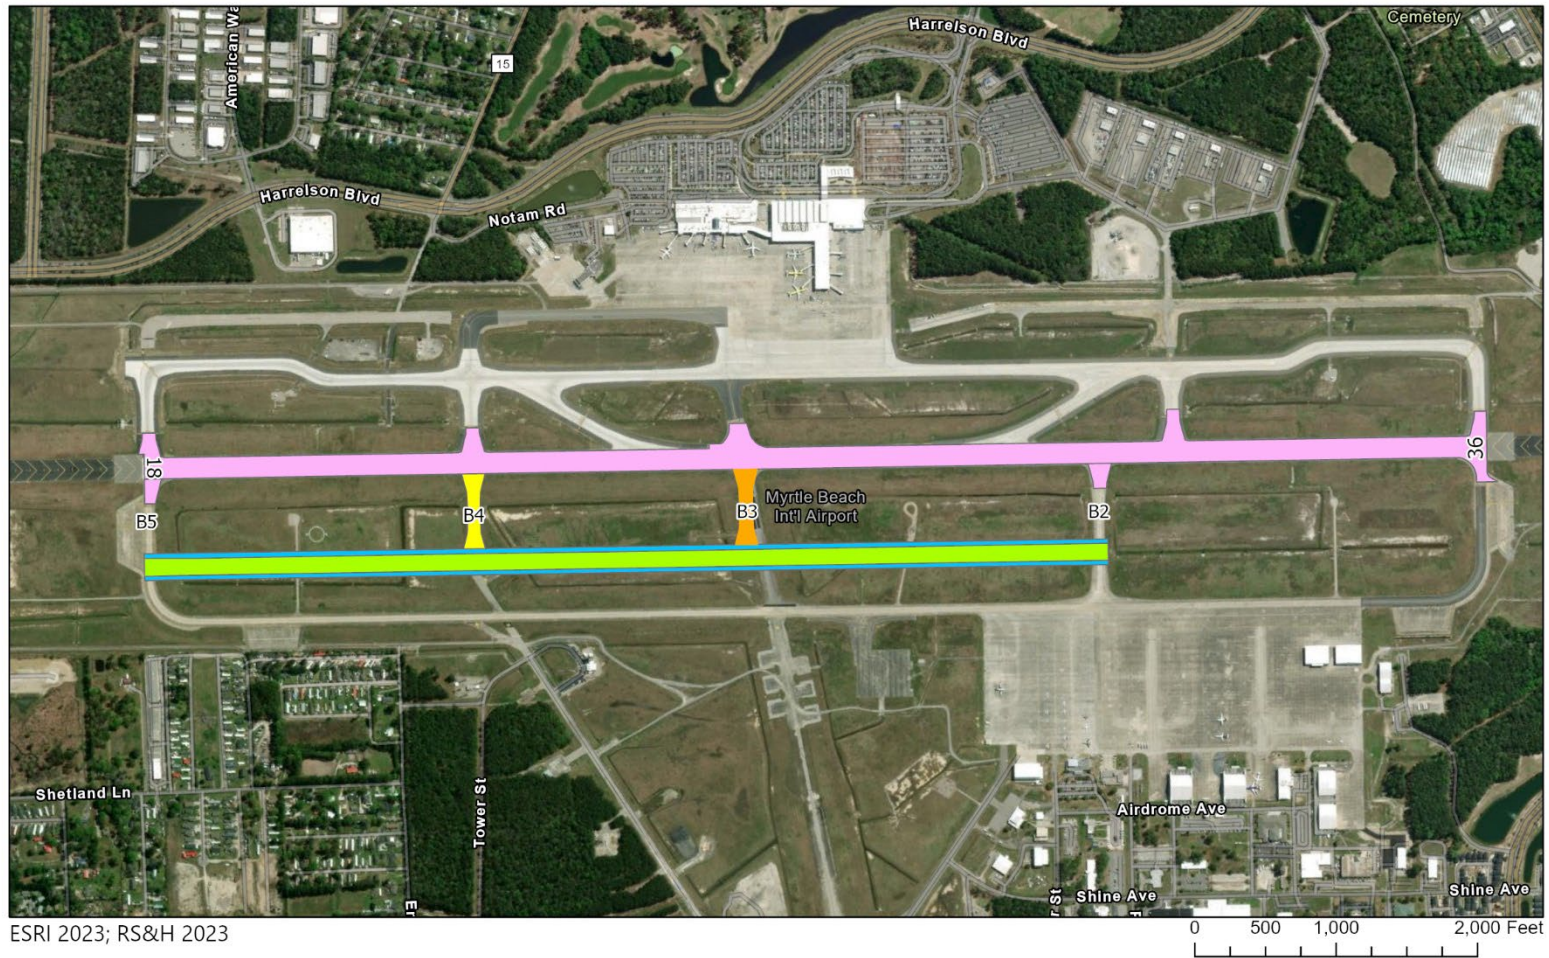 Harrelson Blvd
Cemetery
American Wa
15
Harrelson Blvd
Notam Rd
18
36
B5
B4
B3
Myrtle Beach
Int'l Airport
B2
Shetland Ln
Tower St
Airdrome Ave
Shine Ave
Shine Ave
r St
Er
ESRI 2023; RS&H 2023
0 500 1,000 2,000 Feet